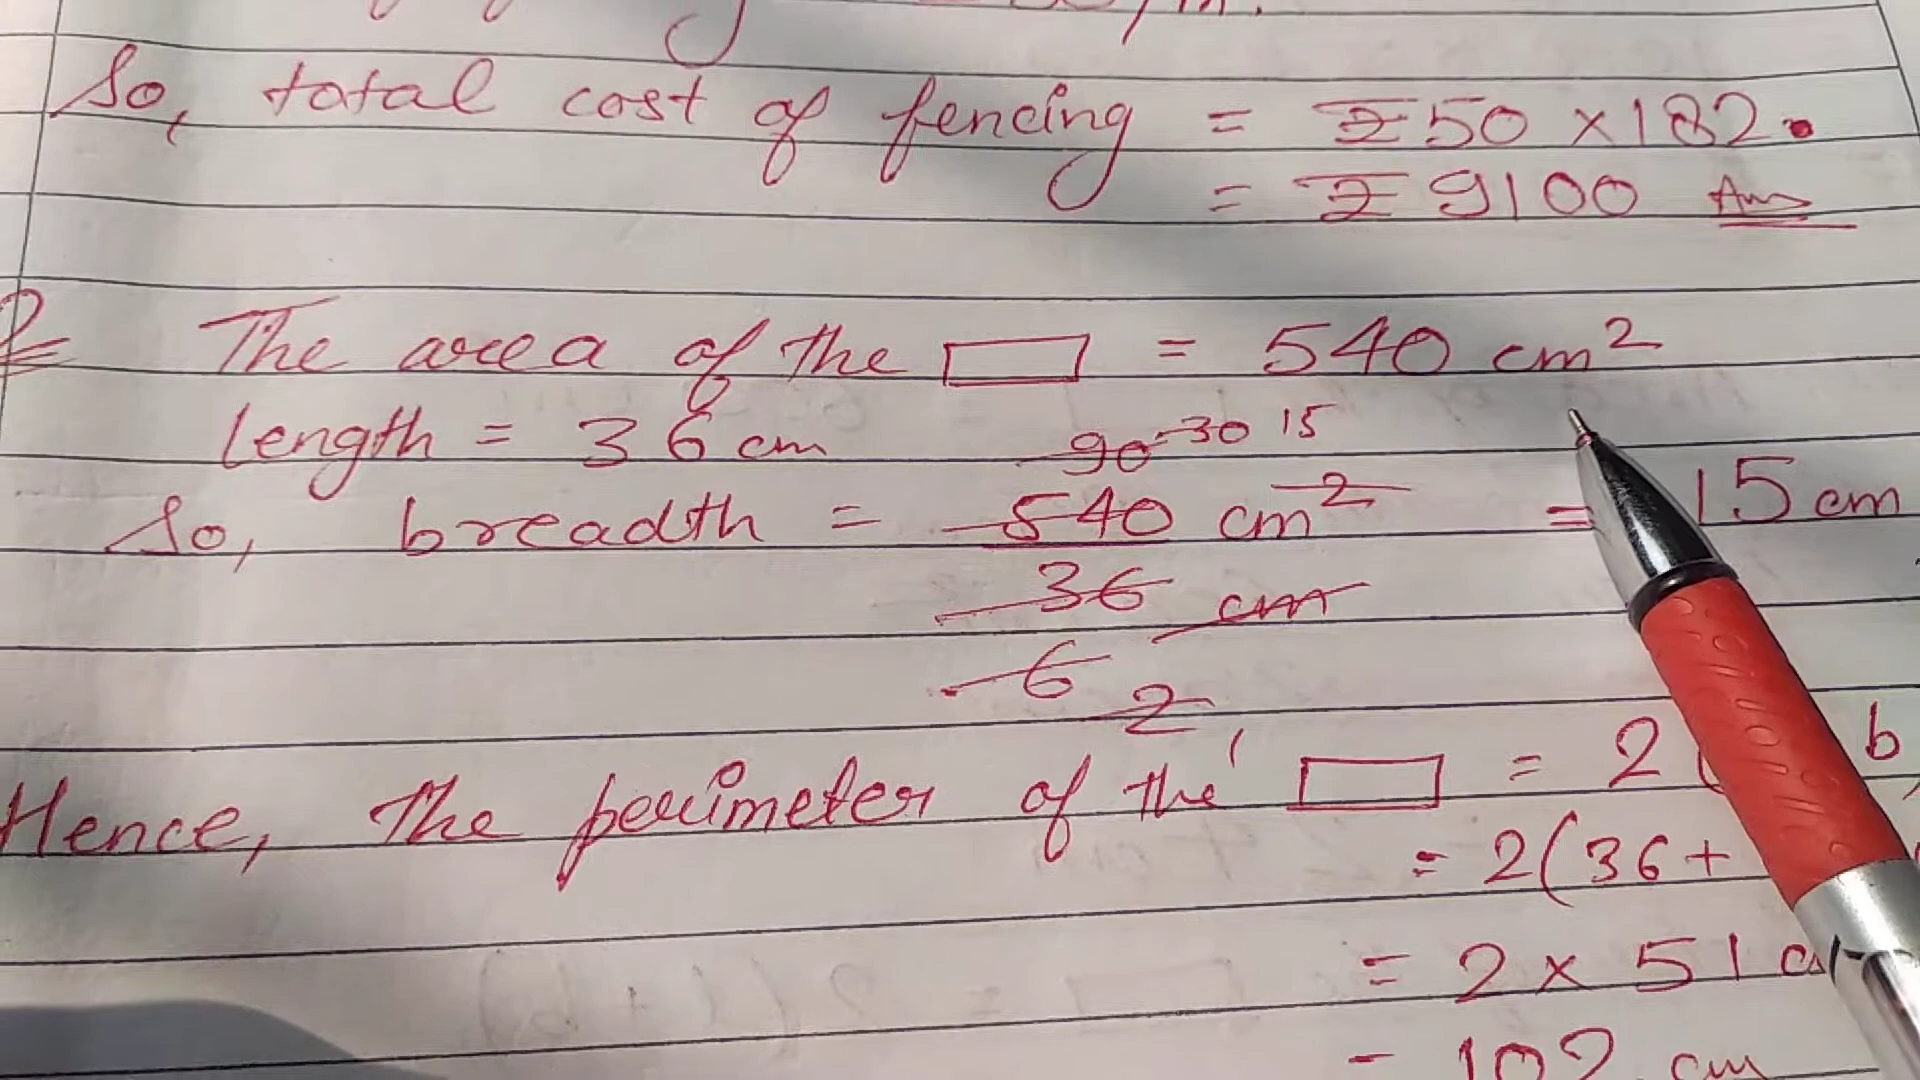 So, total cost of fencing = ₹50 × 182.
= ₹ 9100 Ans
The area of the ▭ = 540 cm²
length = 36 cm
90 30 15
So, breadth = 540 cm² = 15 cm
36 cm
6
2
1
Hence, The perimeter of the ▭ = 2( b
= 2(36+
= 2 × 51 c
= 102 cm